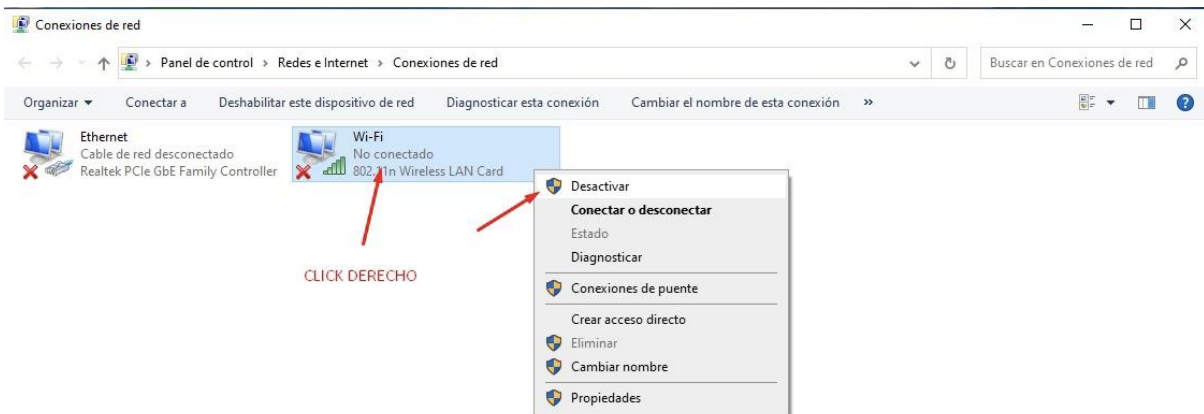 Conexiones de red
Panel de control > Redes e Internet > Conexiones de red
Buscar en Conexiones de red
Organizar Conectar a Deshabilitar este dispositivo de red Diagnosticar esta conexión Cambiar el nombre de esta conexión »
Ethernet
Cable de red desconectado
Realtek PCIe GbE Family Controller
Wi-Fi
No conectado
802.11n Wireless LAN Card
Desactivar
Conectar o desconectar
Estado
Diagnosticar
Conexiones de puente
Crear acceso directo
Eliminar
Cambiar nombre
Propiedades
CLICK DERECHO